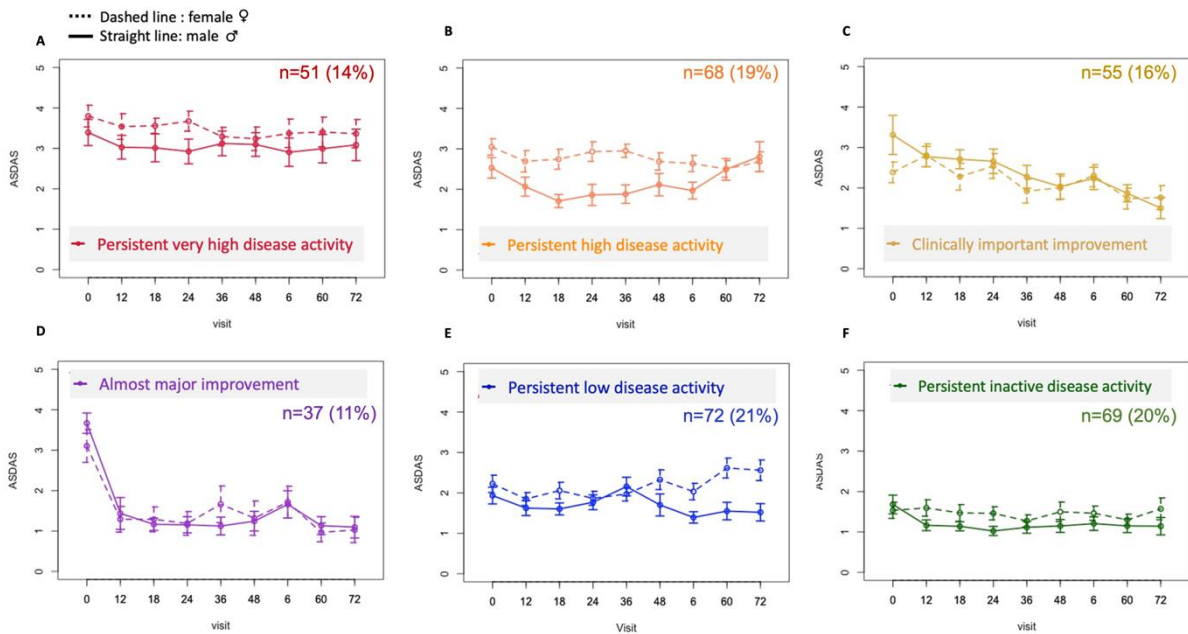 Dashed line : female ♀
Straight line: male ♂
A
n=51 (14%)
5
4
3
2
1
0
ASDAS
Persistent very high disease activity
0 12 18 24 36 48 6 60 72
visit
B
n=68 (19%)
5
4
3
2
1
0
ASDAS
Persistent high disease activity
0 12 18 24 36 48 6 60 72
visit
C
n=55 (16%)
5
4
3
2
1
0
ASDAS
Clinically important improvement
0 12 18 24 36 48 6 60 72
visit
D
Almost major improvement
n=37 (11%)
5
4
3
2
1
0
ASDAS
0 12 18 24 36 48 6 60 72
visit
E
Persistent low disease activity
n=72 (21%)
5
4
3
2
1
0
ASDAS
0 12 18 24 36 48 6 60 72
Visit
F
Persistent inactive disease activity
n=69 (20%)
5
4
3
2
1
0
ASDAS
0 12 18 24 36 48 6 60 72
visit